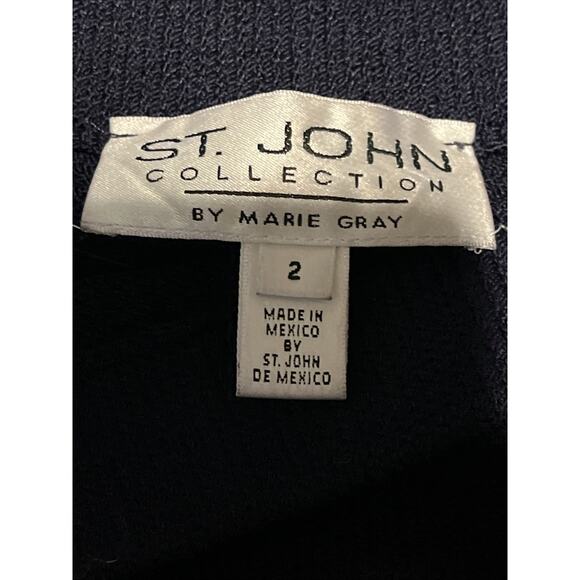 ST. JOHN
COLLECTION
BY MARIE GRAY
2
MADE IN
MEXICO
BY
ST. JOHN
DE MEXICO